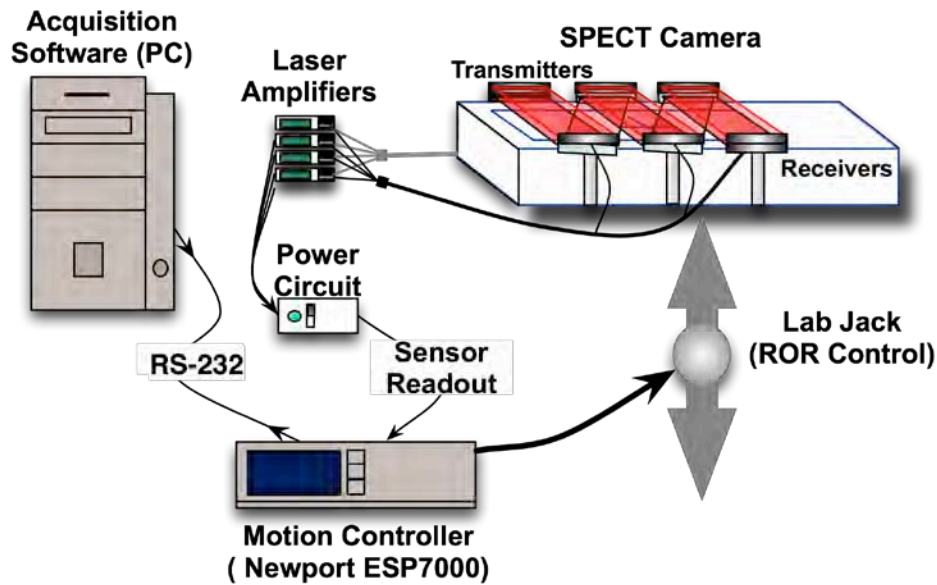 Acquisition
Software (PC)
Laser
Amplifiers
SPECT Camera
Transmitters
Receivers
Power
Circuit
Lab Jack
(ROR Control)
RS-232
Sensor
Readout
Motion Controller
( Newport ESP7000)